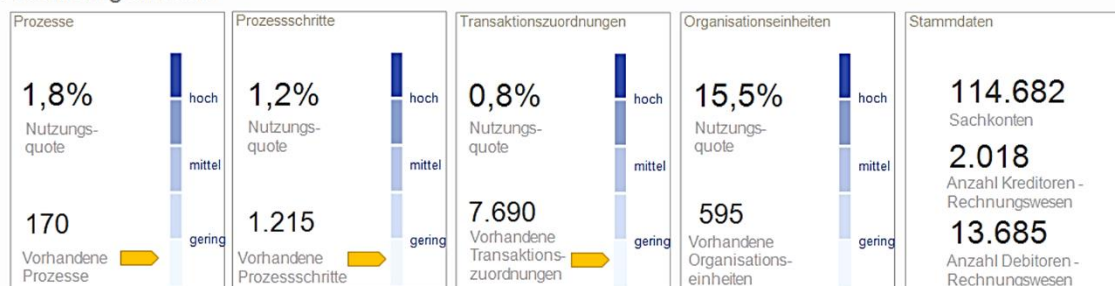 Prozesse
1,8%
Nutzungs-
quote
hoch
mittel
gering
170
Vorhandene
Prozesse
Prozessschritte
1,2%
Nutzungs-
quote
hoch
mittel
gering
1.215
Vorhandene
Prozessschritte
Transaktionszuordnungen
0,8%
Nutzungs-
quote
hoch
mittel
gering
7.690
Vorhandene
Transaktions-
zuordnungen
Organisationseinheiten
15,5%
Nutzungs-
quote
hoch
mittel
gering
595
Vorhandene
Organisations-
einheiten
Stammdaten
114.682
Sachkonten
2.018
Anzahl Kreditoren -
Rechnungswesen
13.685
Anzahl Debitoren -
Rechnungswesen